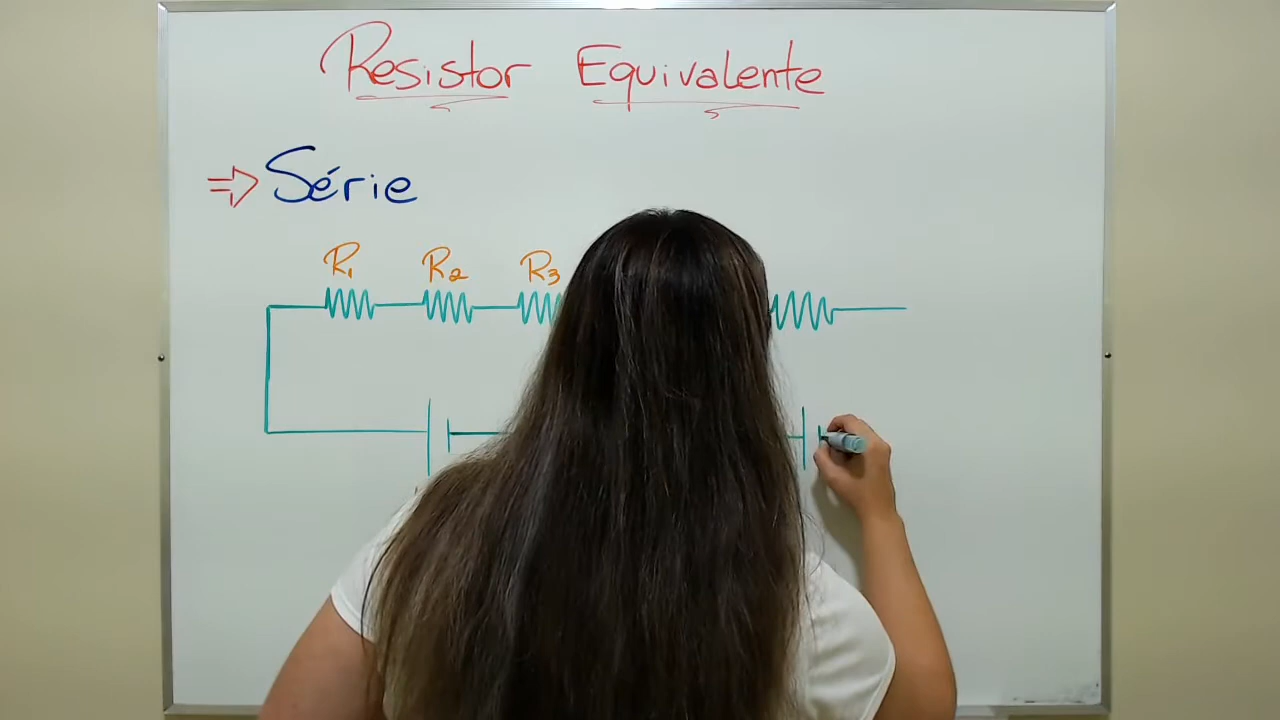 Resistor Equivalente
⇒ Série
R₁ R₂ R₃